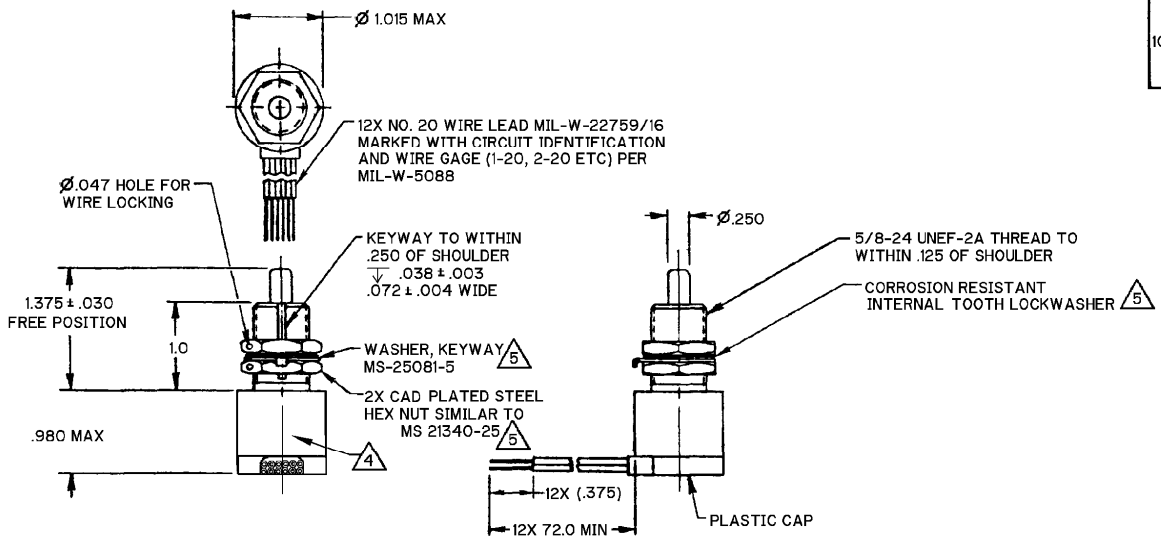 Ø 1.015 MAX
10
12X NO. 20 WIRE LEAD MIL-W-22759/16
MARKED WITH CIRCUIT IDENTIFICATION
AND WIRE GAGE (1-20, 2-20 ETC) PER
MIL-W-5088
Ø.047 HOLE FOR
WIRE LOCKING
KEYWAY TO WITHIN
.250 OF SHOULDER
.038 ± .003
.072 ± .004 WIDE
Ø.250
5/8-24 UNEF-2A THREAD TO
WITHIN .125 OF SHOULDER
CORROSION RESISTANT
INTERNAL TOOTH LOCKWASHER 5
1.375 ± .030
FREE POSITION
1.0
WASHER, KEYWAY 5
MS-25081-5
2X CAD PLATED STEEL
HEX NUT SIMILAR TO
MS 21340-25 5
.980 MAX
4
12X (.375)
12X 72.0 MIN
PLASTIC CAP